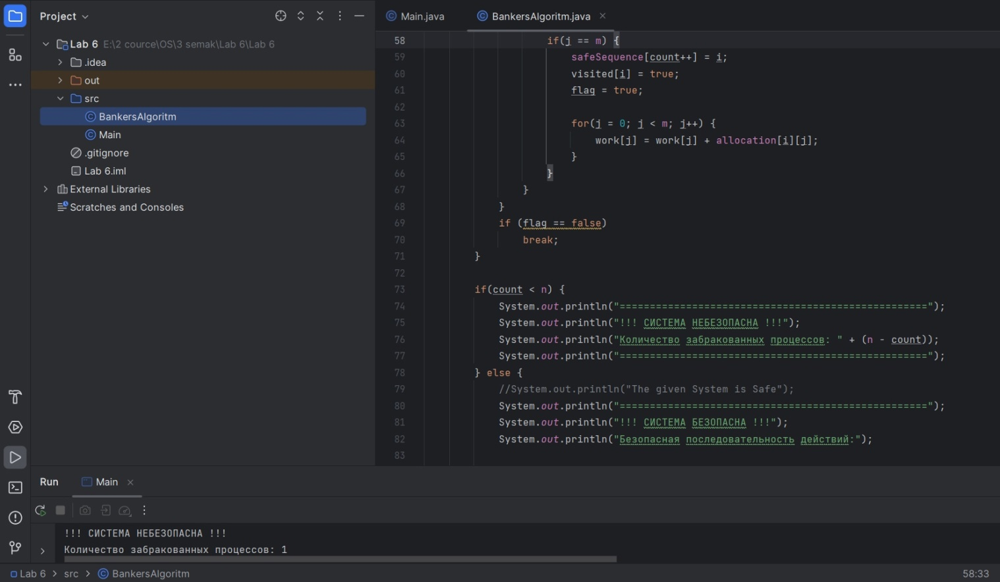 Project
Main.java
BankersAlgoritm.java
Lab 6 E:\2 cource\OS\3 semak\Lab 6\Lab 6
.idea
out
src
BankersAlgoritm
Main
.gitignore
Lab 6.iml
External Libraries
Scratches and Consoles
58 if(j == m) {
59 safeSequence[count++] = i;
60 visited[i] = true;
61 flag = true;
62
63 for(j = 0; j < m; j++) {
64 work[j] = work[j] + allocation[i][j];
65 }
66 }
67 }
68 }
69 if (flag == false)
70 break;
71 }
72
73 if(count < n) {
74 System.out.println("===================================================");
75 System.out.println("!!! СИСТЕМА НЕБЕЗОПАСНА !!!");
76 System.out.println("Количество забракованных процессов: " + (n - count));
77 System.out.println("===================================================");
78 } else {
79 //System.out.println("The given System is Safe");
80 System.out.println("===================================================");
81 System.out.println("!!! СИСТЕМА БЕЗОПАСНА !!!");
82 System.out.println("Безопасная последовательность действий:");
83
Run
Main
!!! СИСТЕМА НЕБЕЗОПАСНА !!!
Количество забракованных процессов: 1
Lab 6 > src > BankersAlgoritm
58:33